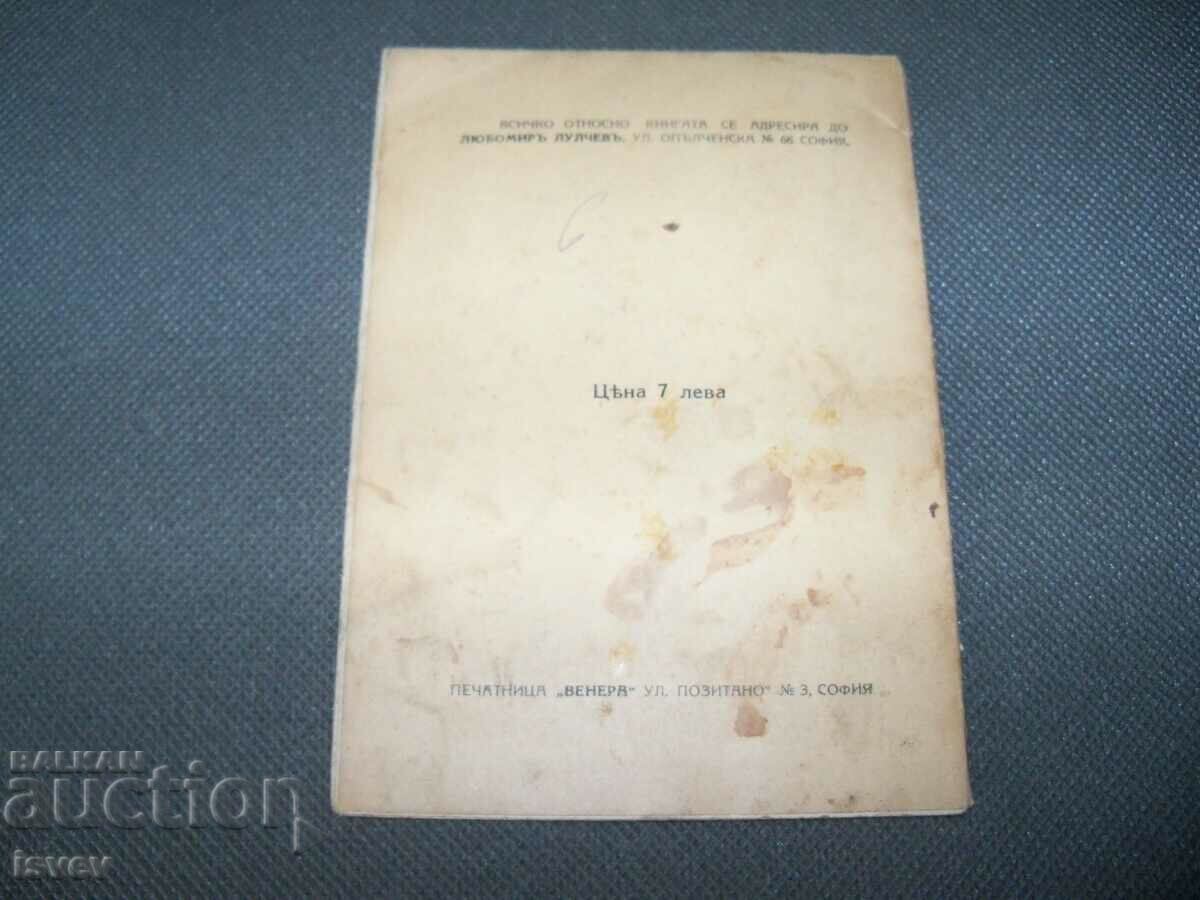 ВСИЧКО ОТНОСНО КНИГАТА СЕ АДРЕСИРА ДО
ЛЮБОМИРЪ ЛУЛЧЕВЪ, УЛ. ОПЪЛЧЕНСКА № 66 СОФИЯ.
6
Цѣна 7 лева
ПЕЧАТНИЦА „ВЕНЕРА" УЛ. ПОЗИТАНО" № 3, СОФИЯ
BALKAN
auction
isvev